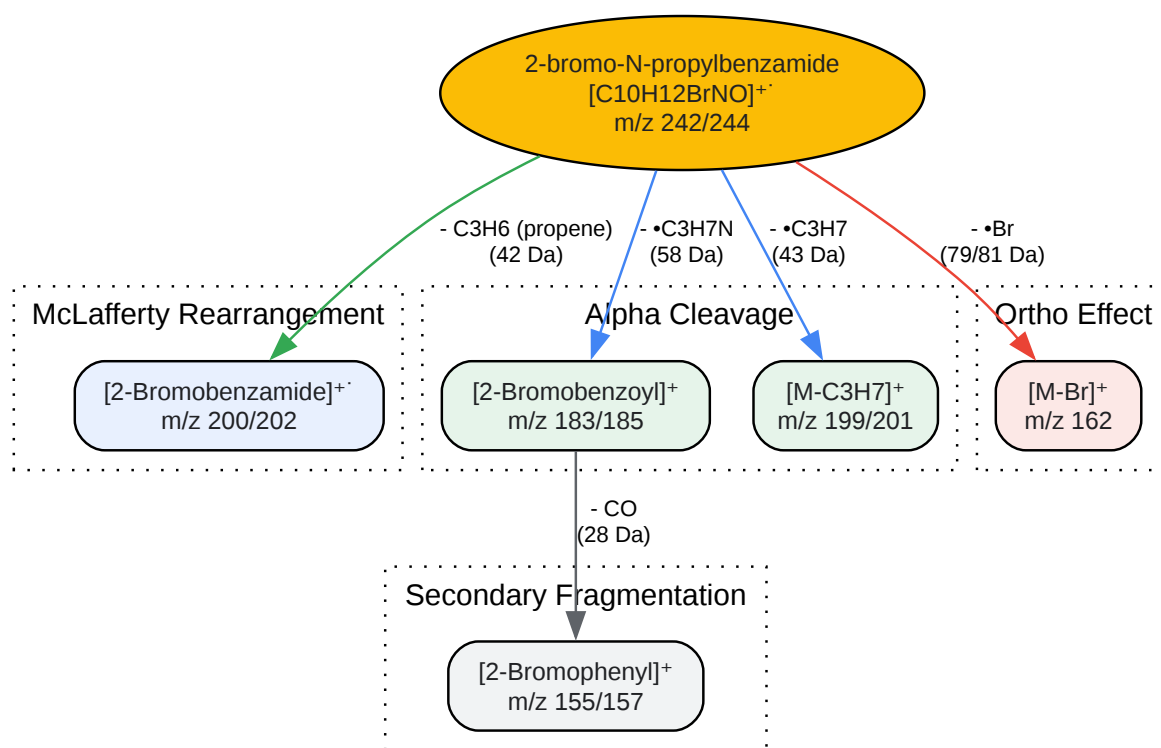 2-bromo-N-propylbenzamide
[C10H12BrNO]⁺˙
m/z 242/244
- C3H6 (propene)
(42 Da)
- •C3H7N
(58 Da)
- •C3H7
(43 Da)
- •Br
(79/81 Da)
McLafferty Rearrangement
Alpha Cleavage
Ortho Effect
[2-Bromobenzamide]⁺˙
m/z 200/202
[2-Bromobenzoyl]⁺
m/z 183/185
[M-C3H7]⁺
m/z 199/201
[M-Br]⁺
m/z 162
- CO
(28 Da)
Secondary Fragmentation
[2-Bromophenyl]⁺
m/z 155/157